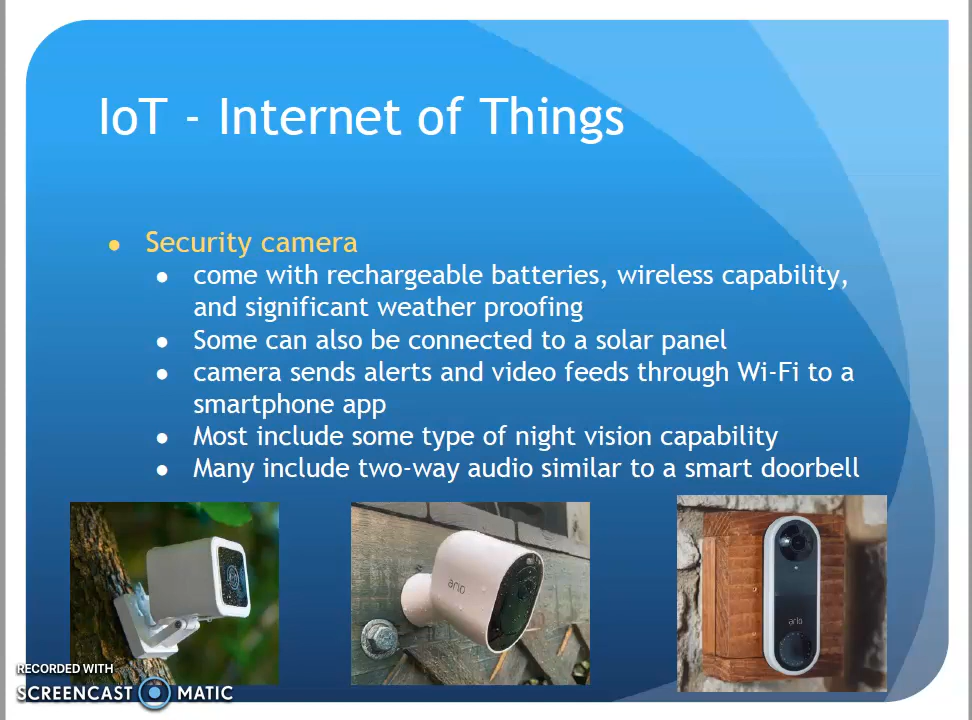 IoT - Internet of Things
● Security camera
● come with rechargeable batteries, wireless capability,
and significant weather proofing
● Some can also be connected to a solar panel
● camera sends alerts and video feeds through Wi-Fi to a
smartphone app
● Most include some type of night vision capability
● Many include two-way audio similar to a smart doorbell
arlo
arlo
RECORDED WITH
SCREENCAST MATIC